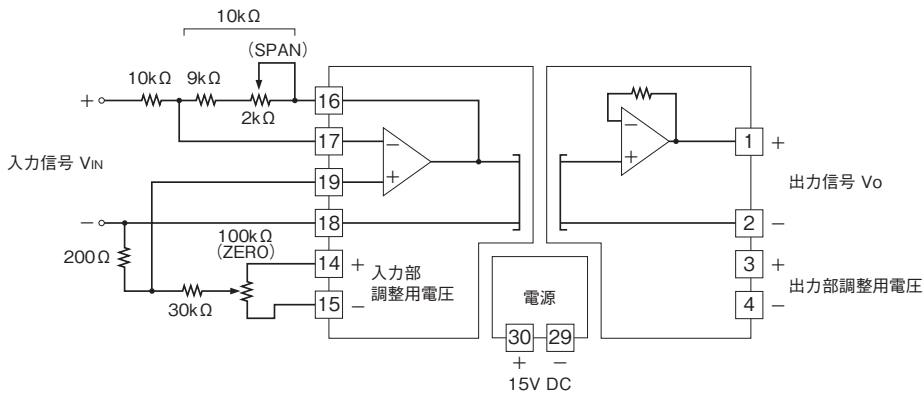 10kΩ
(SPAN)
10kΩ
9kΩ
2kΩ
+
16
17
入力信号 VIN
19
−
18
200Ω
100kΩ
(ZERO)
14
+
15
−
30kΩ
入力部
調整用電圧
−
+
−
+
電源
30
29
+
−
15V DC
1
+
出力信号 Vo
2
−
3
+
出力部調整用電圧
4
−